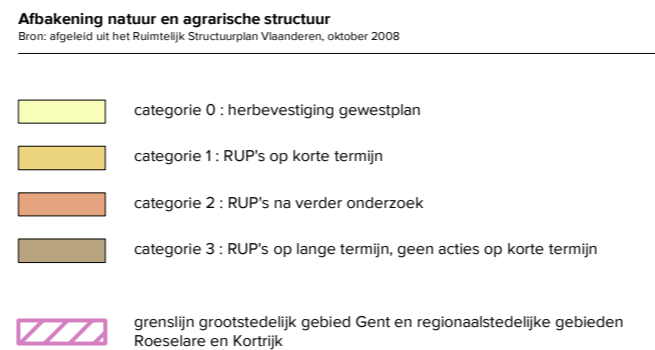 Afbakening natuur en agrarische structuur
Bron: afgeleid uit het Ruimtelijk Structuurplan Vlaanderen, oktober 2008
categorie 0 : herbevestiging gewestplan
categorie 1 : RUP's op korte termijn
categorie 2 : RUP's na verder onderzoek
categorie 3 : RUP's op lange termijn, geen acties op korte termijn
grenslijn grootstedelijk gebied Gent en regionaalstedelijke gebieden
Roeselare en Kortrijk